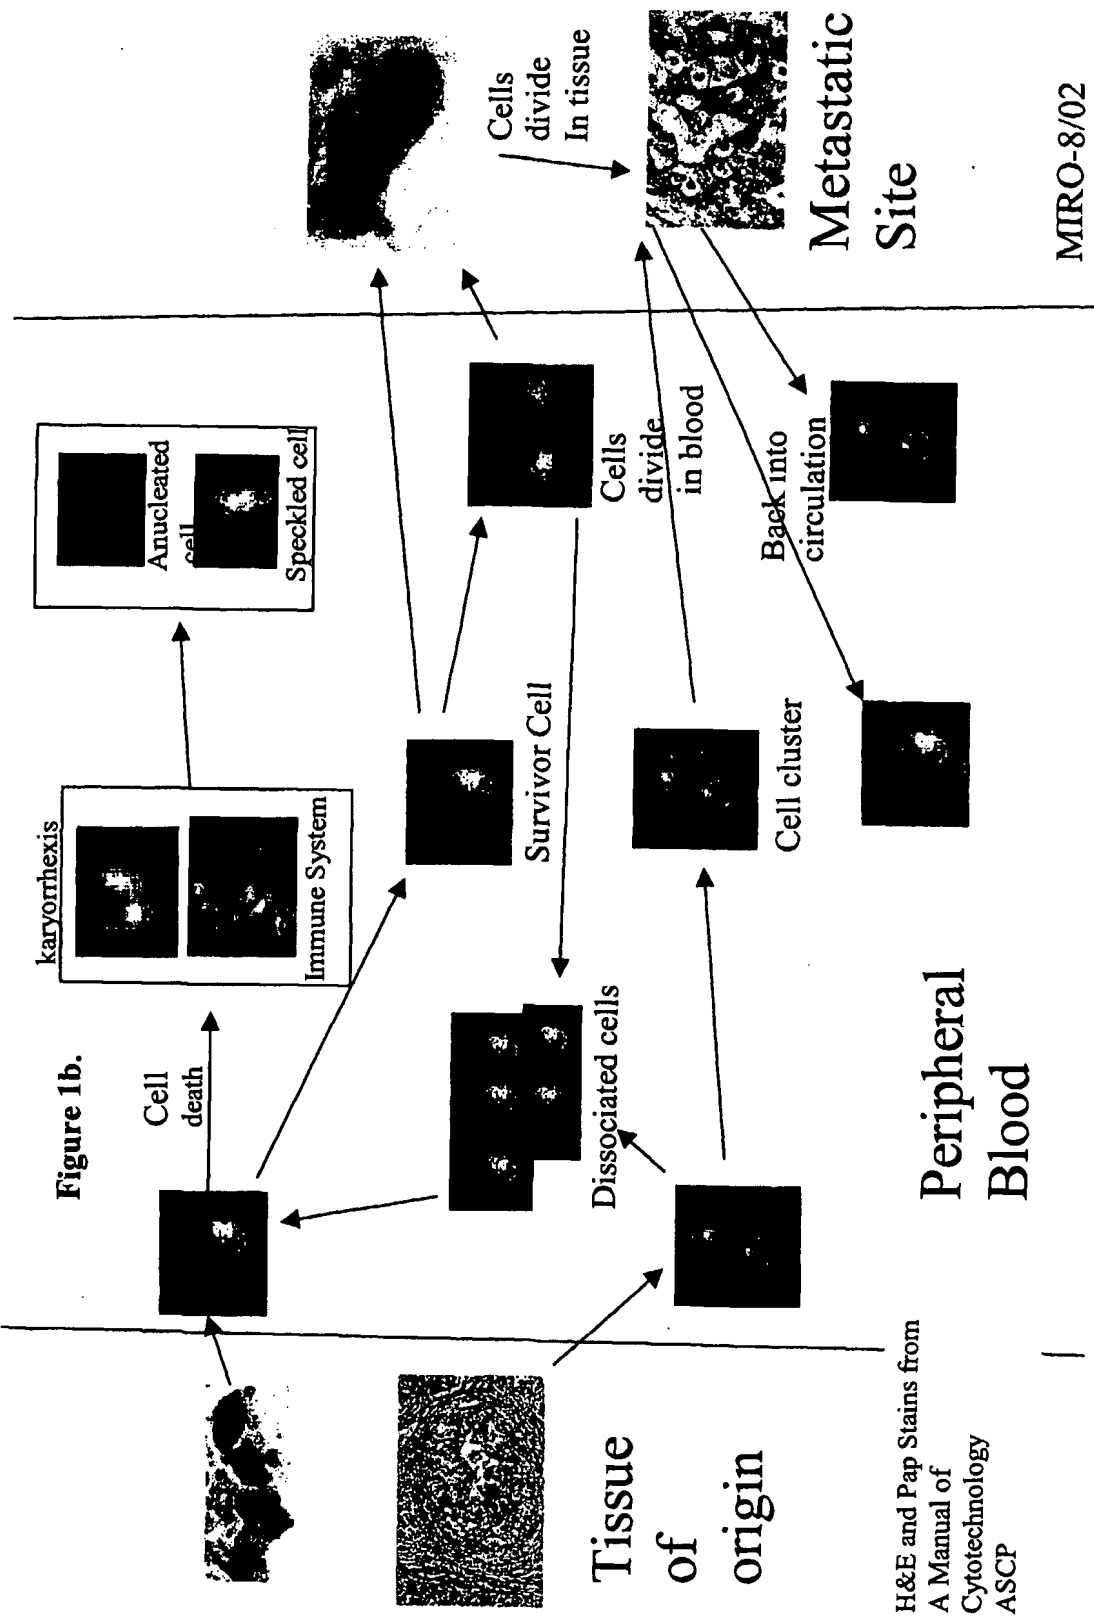 Figure 1b.
karyorrhexis
Immune System
Cell
death
Anucleated
cell
Speckled cell
Survivor Cell
Cells
divide
in blood
Cells
divide
In tissue
Dissociated cells
Cell cluster
Back into
circulation
Tissue
of
origin
Peripheral
Blood
Metastatic
Site
H&E and Pap Stains from
A Manual of
Cytotechnology
ASCP
MIRO-8/02